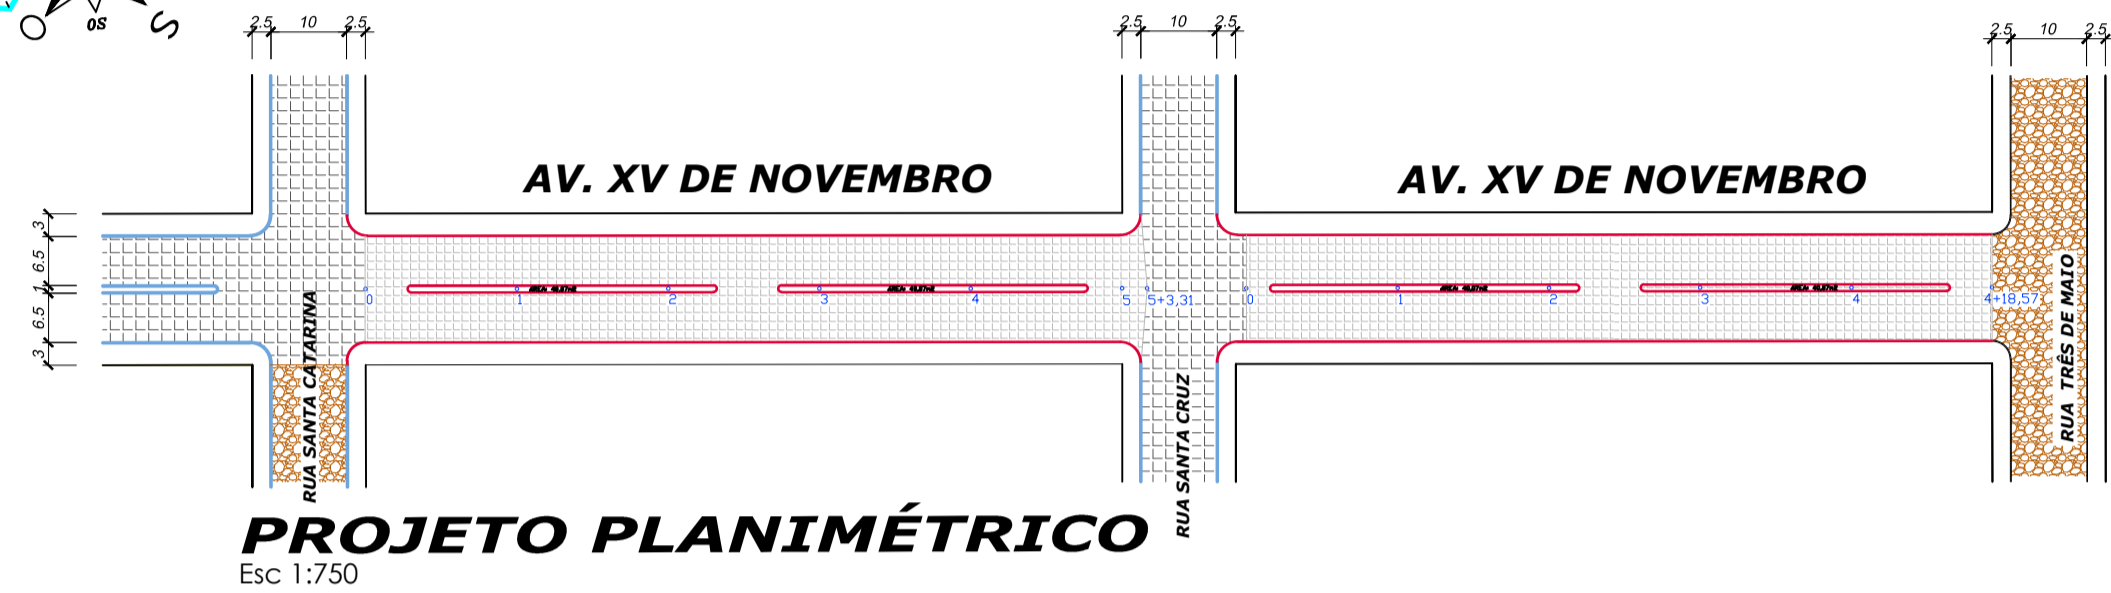 O
SO
S
2.5 10 2.5
2.5 10 2.5
2.5 10 2.5
AV. XV DE NOVEMBRO
AV. XV DE NOVEMBRO
3
6.5
1
6.5
3
0 1 2 3 4 5 5+3,31
0 1 2 3 4 4+18,57
RUA SANTA CATARINA
RUA SANTA CRUZ
RUA TRÊS DE MAIO
PROJETO PLANIMÉTRICO
Esc 1:750